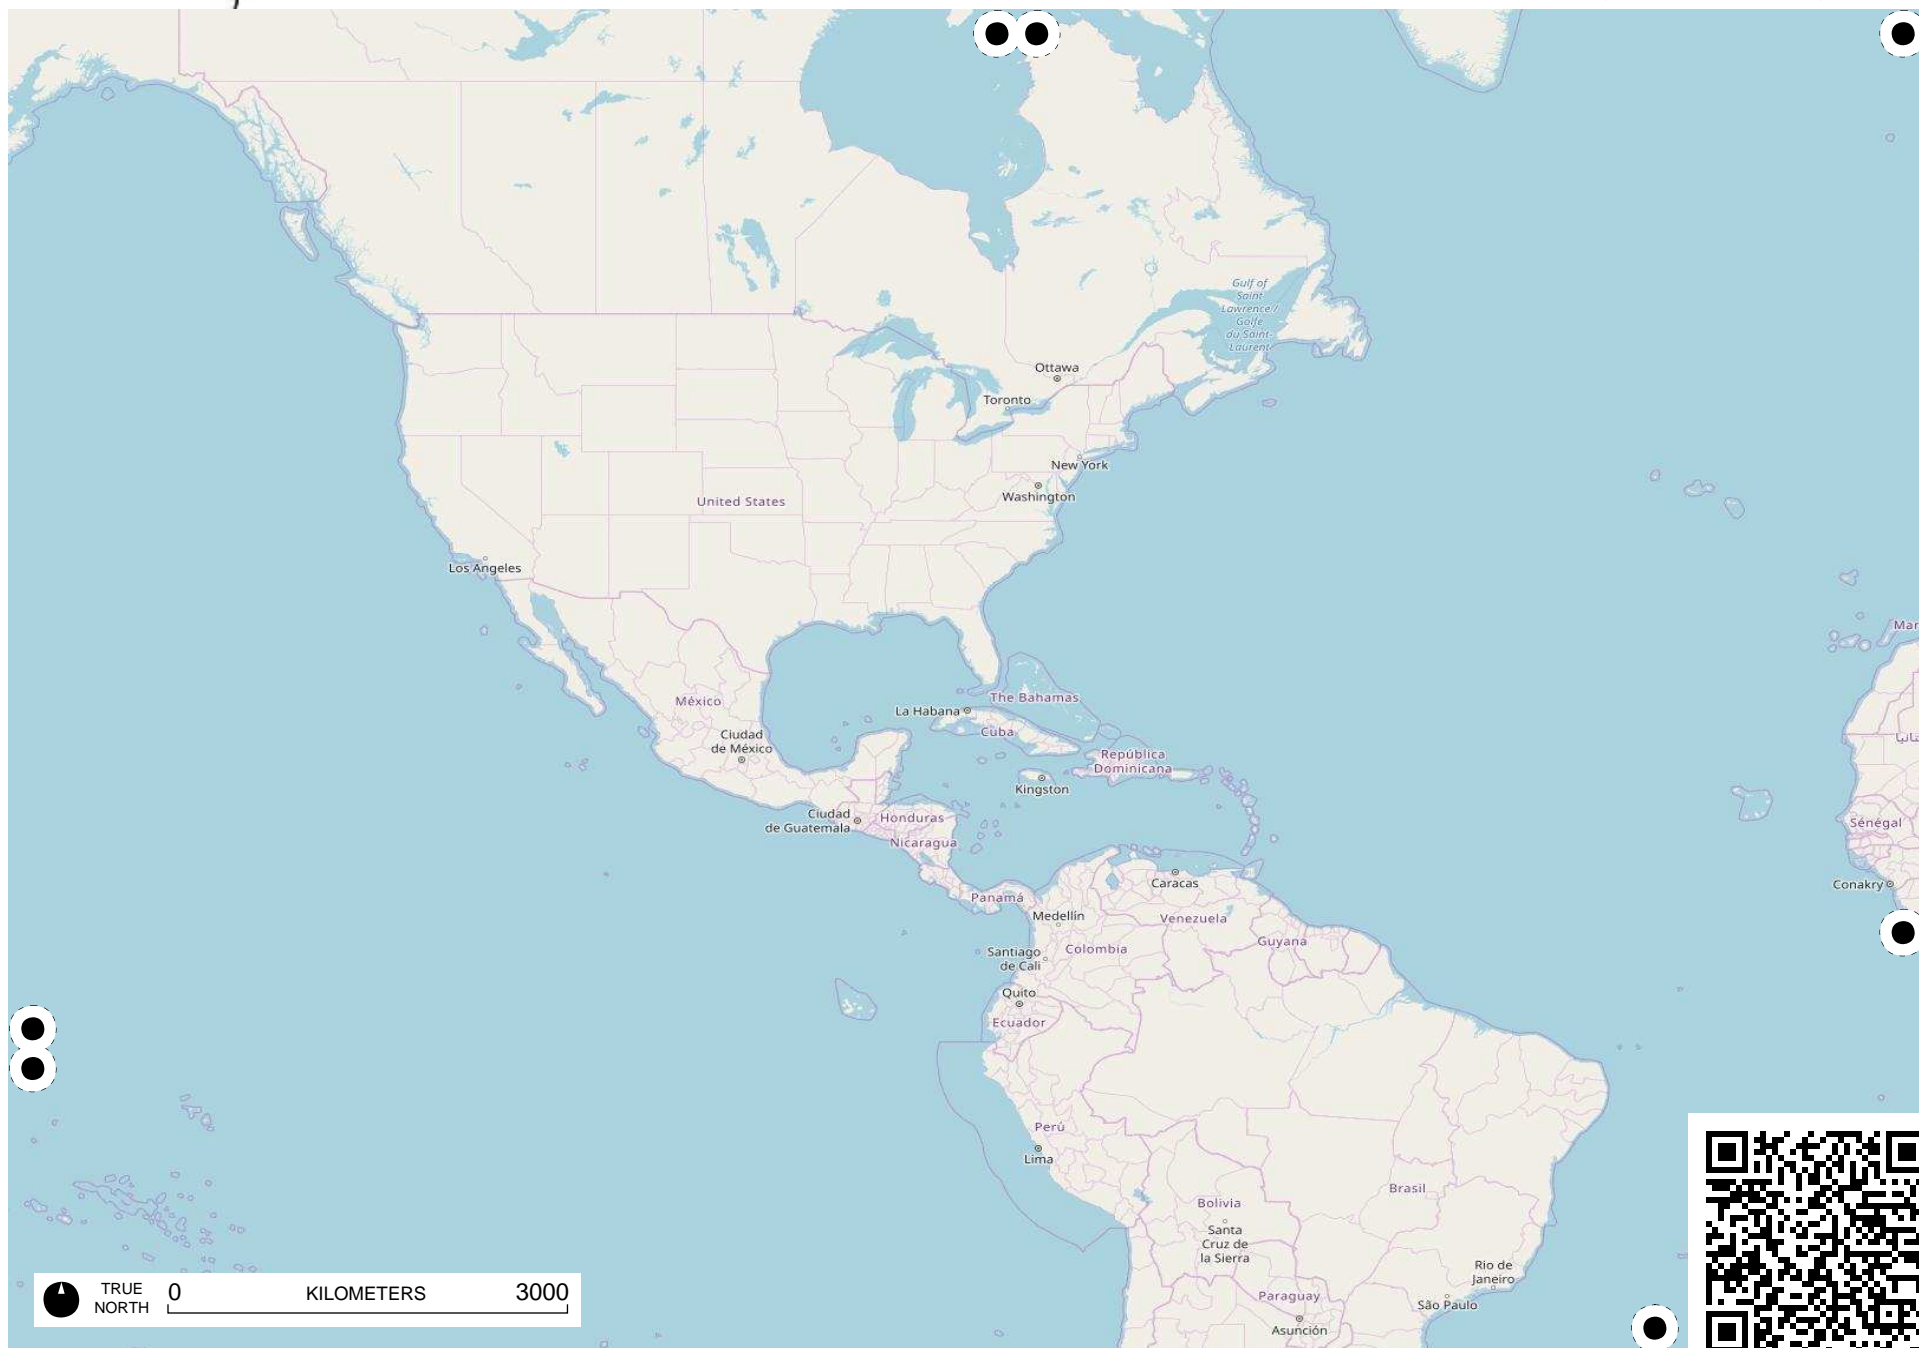 Gulf of
Saint
Lawrence /
Golfe
du Saint-
Laurent
Ottawa
Toronto
New York
Washington
United States
Los Angeles
México
Ciudad
de México
La Habana
The Bahamas
Cuba
República
Dominicana
Kingston
Ciudad
de Guatemala
Honduras
Nicaragua
Sénégal
Conakry
Panamá
Caracas
Medellín
Venezuela
Santiago
de Cali
Colombia
Guyana
Quito
Ecuador
Perú
Lima
Brasil
Bolivia
Santa
Cruz de
la Sierra
Rio de
Janeiro
São Paulo
Paraguay
Asunción
TRUE
NORTH
0 KILOMETERS 3000